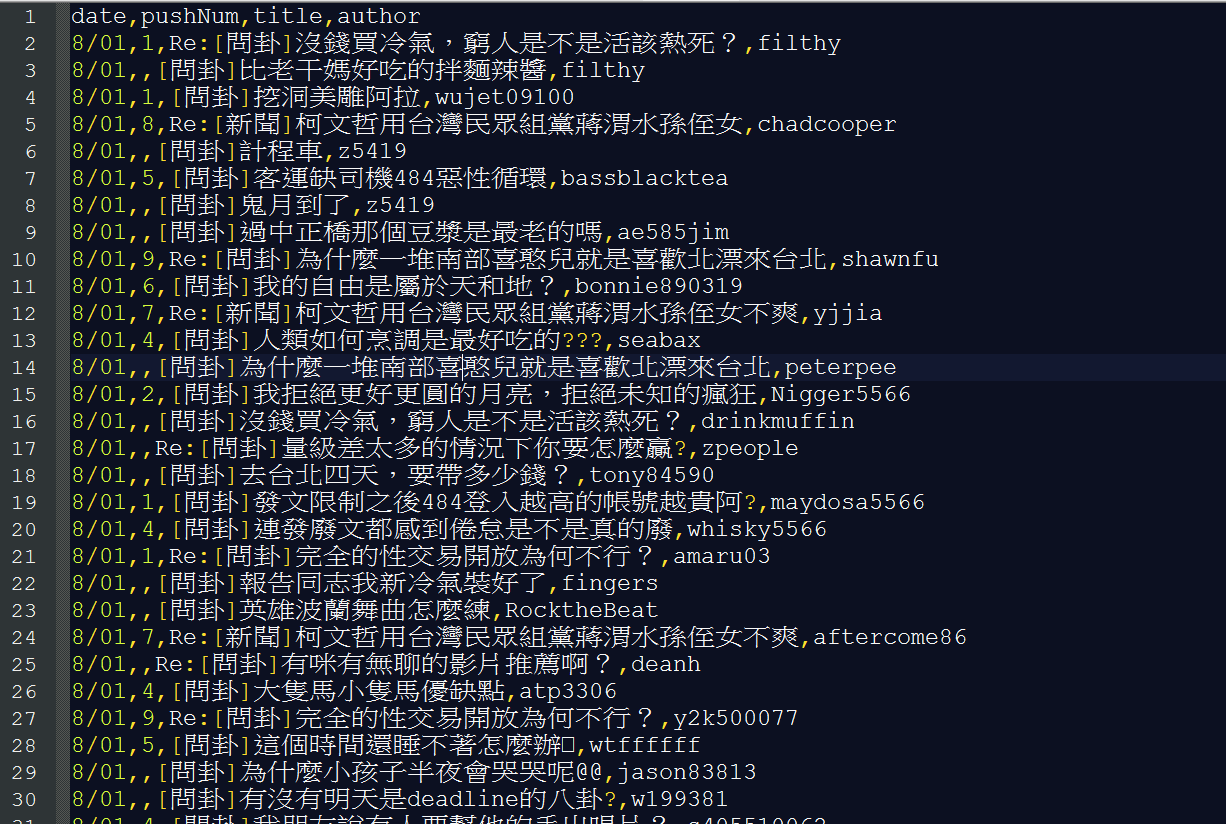 1 date,pushNum,title,author
2 8/01,1,Re:[問卦]沒錢買冷氣，窮人是不是活該熱死？,filthy
3 8/01,,[問卦]比老干媽好吃的拌麵辣醬,filthy
4 8/01,1,[問卦]挖洞美雕阿拉,wujet09100
5 8/01,8,Re:[新聞]柯文哲用台灣民眾組黨蔣渭水孫侄女,chadcooper
6 8/01,,[問卦]計程車,z5419
7 8/01,5,[問卦]客運缺司機484惡性循環,bassblacktea
8 8/01,,[問卦]鬼月到了,z5419
9 8/01,,[問卦]過中正橋那個豆漿是最老的嗎,ae585jim
10 8/01,9,Re:[問卦]為什麼一堆南部喜憨兒就是喜歡北漂來台北,shawnfu
11 8/01,6,[問卦]我的自由是屬於天和地？,bonnie890319
12 8/01,7,Re:[新聞]柯文哲用台灣民眾組黨蔣渭水孫侄女不爽,yjjia
13 8/01,4,[問卦]人類如何烹調是最好吃的???,seabax
14 8/01,,[問卦]為什麼一堆南部喜憨兒就是喜歡北漂來台北,peterpee
15 8/01,2,[問卦]我拒絕更好更圓的月亮，拒絕未知的瘋狂,Nigger5566
16 8/01,,[問卦]沒錢買冷氣，窮人是不是活該熱死？,drinkmuffin
17 8/01,,Re:[問卦]量級差太多的情況下你要怎麼贏?,zpeople
18 8/01,,[問卦]去台北四天，要帶多少錢？,tony84590
19 8/01,1,[問卦]發文限制之後484登入越高的帳號越貴阿?,maydosa5566
20 8/01,4,[問卦]連發廢文都感到倦怠是不是真的廢,whisky5566
21 8/01,1,Re:[問卦]完全的性交易開放為何不行？,amaru03
22 8/01,,[問卦]報告同志我新冷氣裝好了,fingers
23 8/01,,[問卦]英雄波蘭舞曲怎麼練,RocktheBeat
24 8/01,7,Re:[新聞]柯文哲用台灣民眾組黨蔣渭水孫侄女不爽,aftercome86
25 8/01,,Re:[問卦]有咪有無聊的影片推薦啊？,deanh
26 8/01,4,[問卦]大隻馬小隻馬優缺點,atp3306
27 8/01,9,Re:[問卦]完全的性交易開放為何不行？,y2k500077
28 8/01,5,[問卦]這個時間還睡不著怎麼辦□,wtffffff
29 8/01,,[問卦]為什麼小孩子半夜會哭哭呢@@,jason83813
30 8/01,,[問卦]有沒有明天是deadline的八卦?,w199381